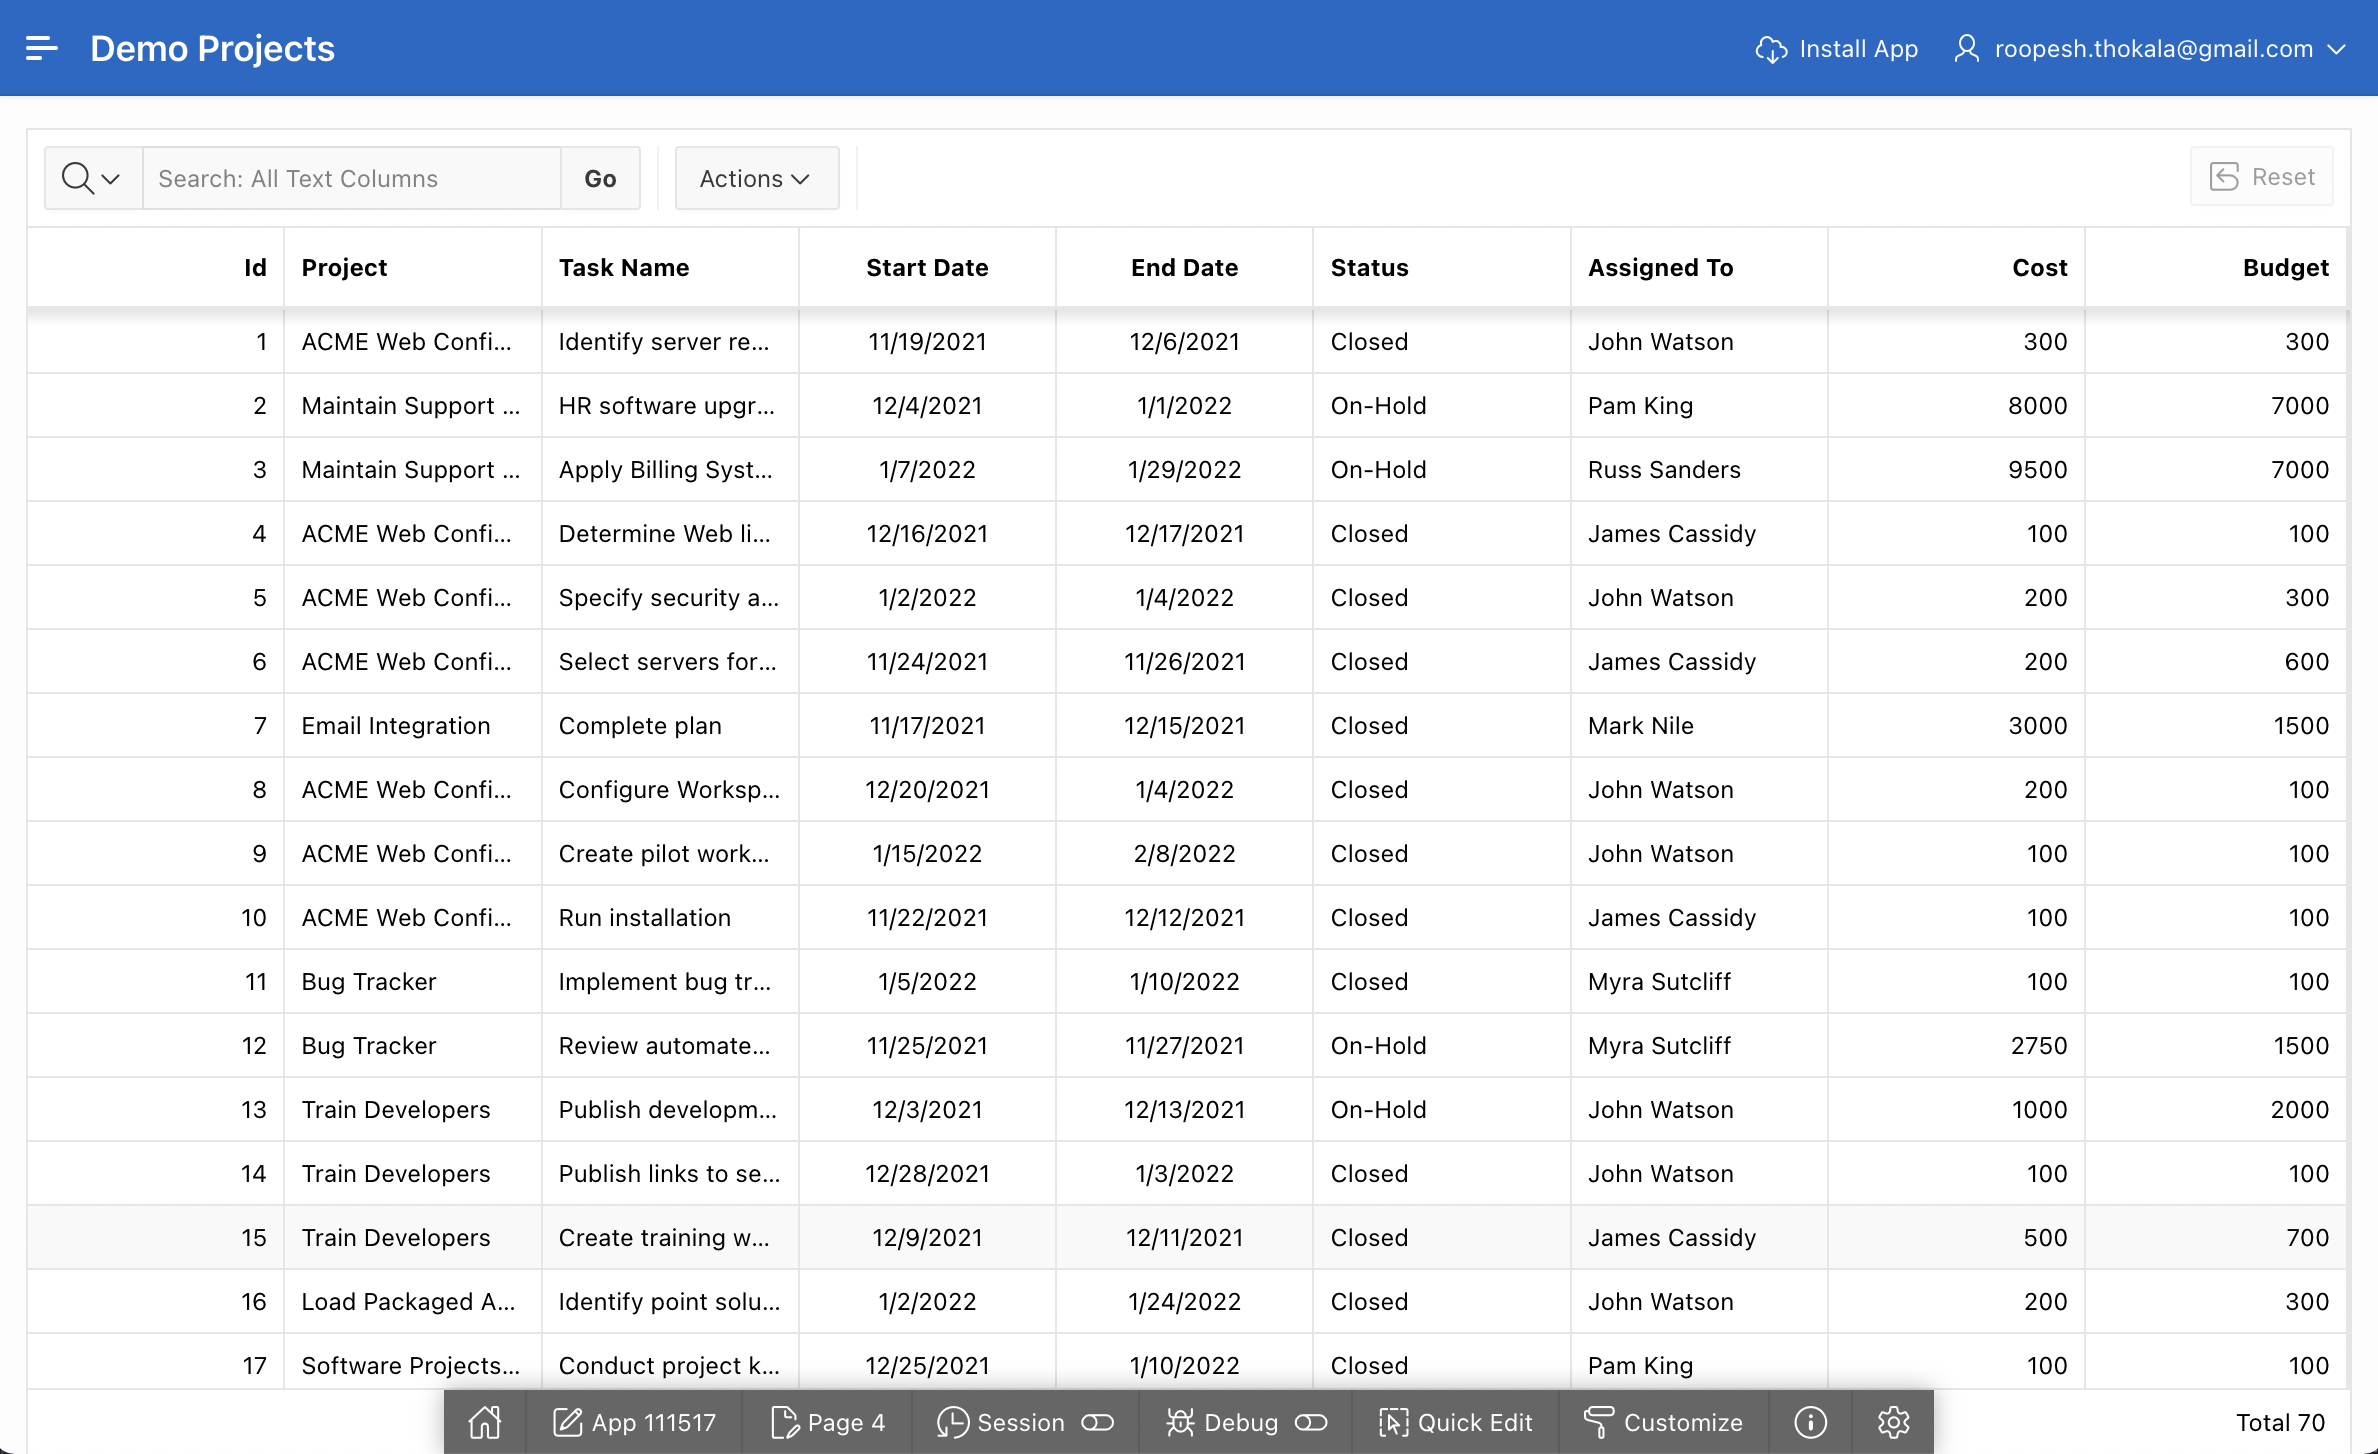 Demo Projects Install App roopesh.thokala@gmail.com
Search: All Text Columns Go Actions Reset
Id Project Task Name Start Date End Date Status Assigned To Cost Budget
1 ACME Web Confi... Identify server re... 11/19/2021 12/6/2021 Closed John Watson 300 300
2 Maintain Support ... HR software upgr... 12/4/2021 1/1/2022 On-Hold Pam King 8000 7000
3 Maintain Support ... Apply Billing Syst... 1/7/2022 1/29/2022 On-Hold Russ Sanders 9500 7000
4 ACME Web Confi... Determine Web li... 12/16/2021 12/17/2021 Closed James Cassidy 100 100
5 ACME Web Confi... Specify security a... 1/2/2022 1/4/2022 Closed John Watson 200 300
6 ACME Web Confi... Select servers for... 11/24/2021 11/26/2021 Closed James Cassidy 200 600
7 Email Integration Complete plan 11/17/2021 12/15/2021 Closed Mark Nile 3000 1500
8 ACME Web Confi... Configure Worksp... 12/20/2021 1/4/2022 Closed John Watson 200 100
9 ACME Web Confi... Create pilot work... 1/15/2022 2/8/2022 Closed John Watson 100 100
10 ACME Web Confi... Run installation 11/22/2021 12/12/2021 Closed James Cassidy 100 100
11 Bug Tracker Implement bug tr... 1/5/2022 1/10/2022 Closed Myra Sutcliff 100 100
12 Bug Tracker Review automate... 11/25/2021 11/27/2021 On-Hold Myra Sutcliff 2750 1500
13 Train Developers Publish developm... 12/3/2021 12/13/2021 On-Hold John Watson 1000 2000
14 Train Developers Publish links to se... 12/28/2021 1/3/2022 Closed John Watson 100 100
15 Train Developers Create training w... 12/9/2021 12/11/2021 Closed James Cassidy 500 700
16 Load Packaged A... Identify point solu... 1/2/2022 1/24/2022 Closed John Watson 200 300
17 Software Projects... Conduct project k... 12/25/2021 1/10/2022 Closed Pam King 100 100
App 111517 Page 4 Session Debug Quick Edit Customize Total 70